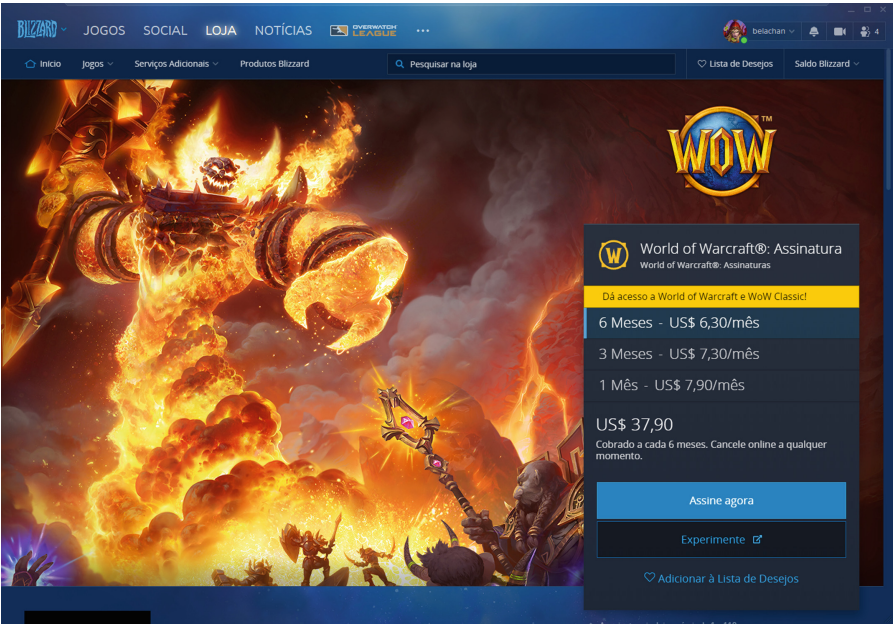 BLIZZARD
JOGOS
SOCIAL
LOJA
NOTÍCIAS
OVERWATCH
LEAGUE
belachan
4
Início
Jogos
Serviços Adicionais
Produtos Blizzard
Pesquisar na loja
Lista de Desejos
Saldo Blizzard
WOW™
World of Warcraft®: Assinatura
World of Warcraft®: Assinaturas
Dá acesso a World of Warcraft e WoW Classic!
6 Meses - US$ 6,30/mês
3 Meses - US$ 7,30/mês
1 Mês - US$ 7,90/mês
US$ 37,90
Cobrado a cada 6 meses. Cancele online a qualquer
momento.
Assine agora
Experimente
Adicionar à Lista de Desejos